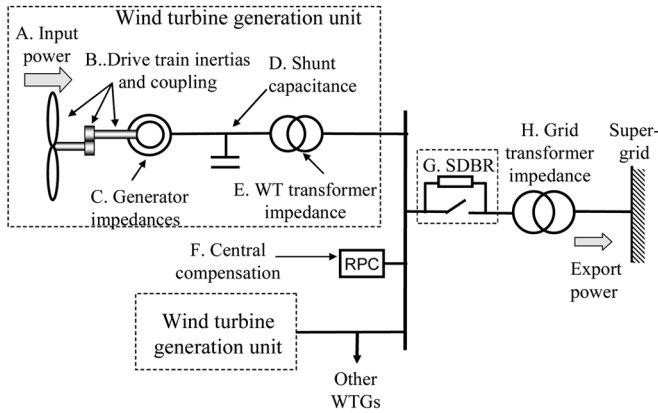 Wind turbine generation unit
A. Input
power
B..Drive train inertias
and coupling
D. Shunt
capacitance
C. Generator
impedances
E. WT transformer
impedance
G. SDBR
H. Grid
transformer
impedance
Super-
grid
Export
power
F. Central
compensation
RPC
Wind turbine
generation unit
Other
WTGs